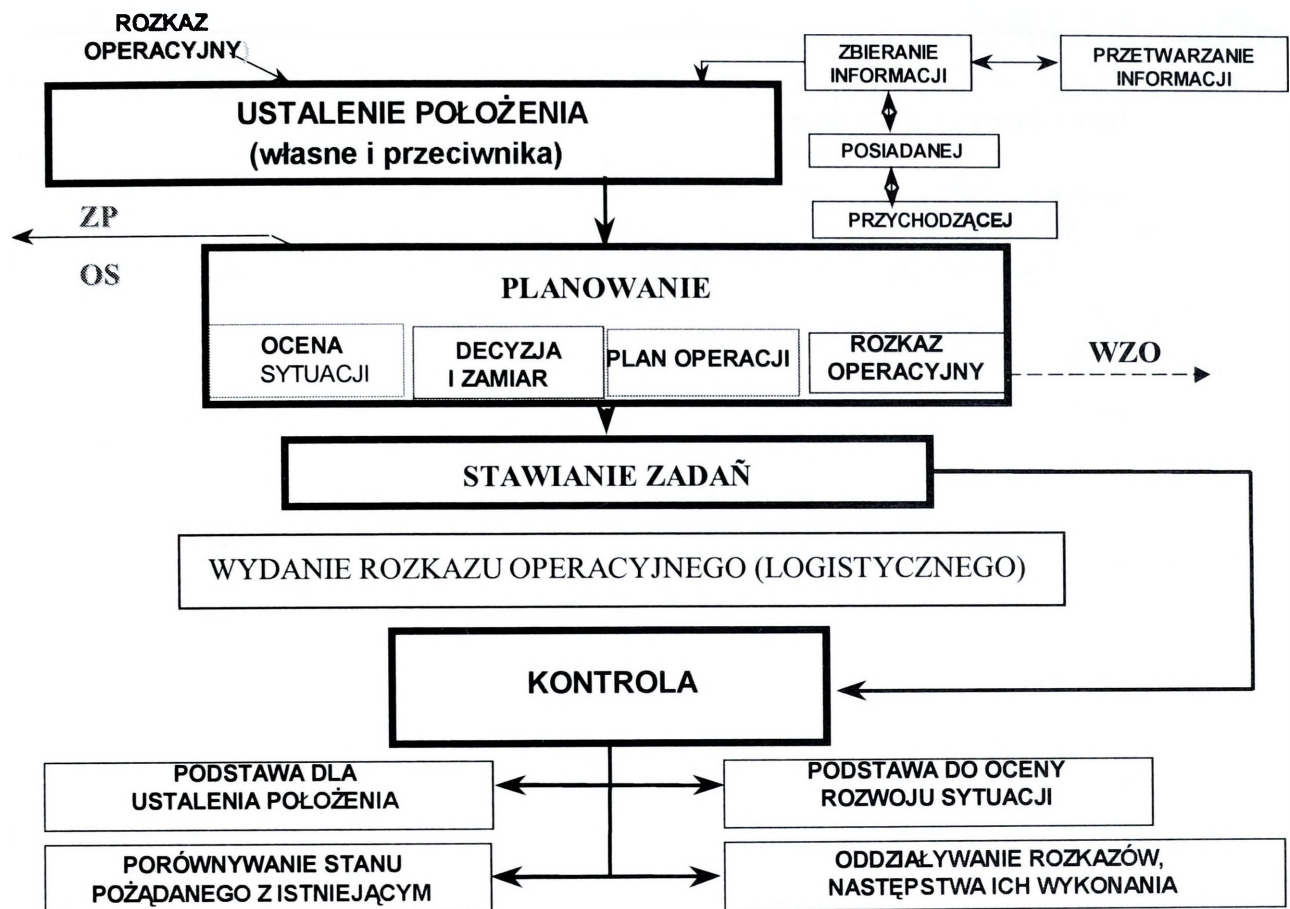 ROZKAZ
OPERACYJNY
ZBIERANIE
INFORMACJI
PRZETWARZANIE
INFORMACJI
USTALENIE POŁOŻENIA
(własne i przeciwnika)
POSIADANEJ
PRZYCHODZĄCEJ
ZP
OS
PLANOWANIE
OCENA
SYTUACJI
DECYZJA
I ZAMIAR
PLAN OPERACJI
ROZKAZ
OPERACYJNY
WZO
STAWIANIE ZADAÑ
WYDANIE ROZKAZU OPERACYJNEGO (LOGISTYCZNEGO)
KONTROLA
PODSTAWA DLA
USTALENIA POŁOŻENIA
PODSTAWA DO OCENY
ROZWOJU SYTUACJI
PORÓWNYWANIE STANU
POŻĄDANEGO Z ISTNIEJĄCYM
ODDZIAŁYWANIE ROZKAZÓW,
NASTĘPSTWA ICH WYKONANIA